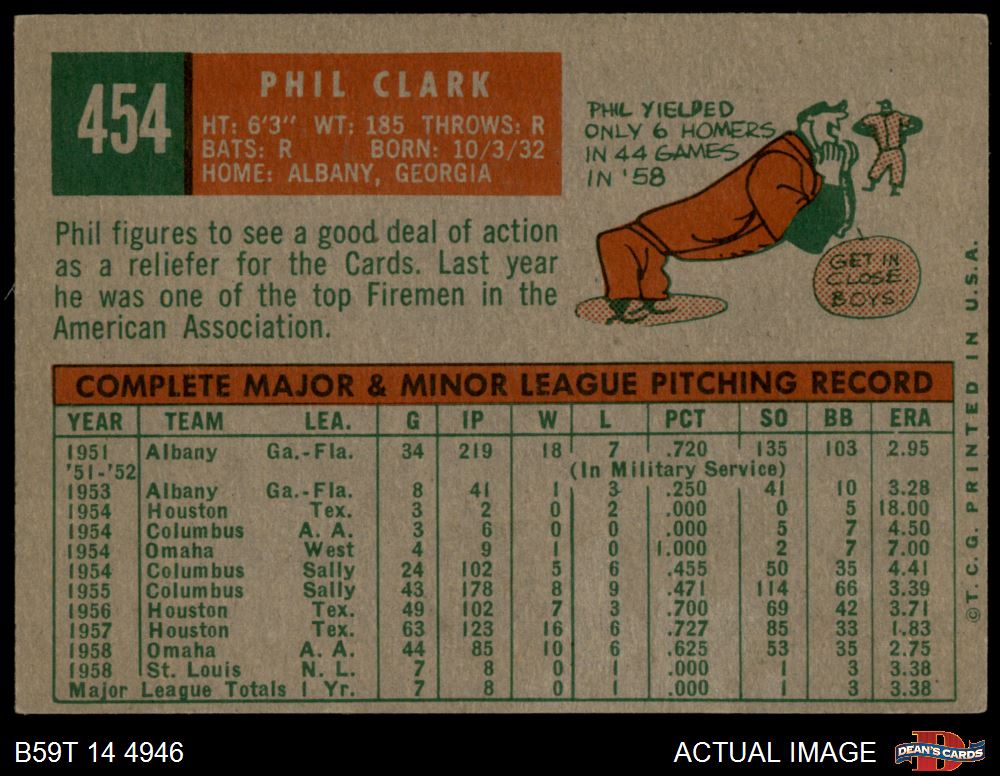 454
PHIL CLARK
HT: 6'3" WT: 185 THROWS: R
BATS: R BORN: 10/3/32
HOME: ALBANY, GEORGIA
PHIL YIELDED
ONLY 6 HOMERS
IN 44 GAMES
IN '58
GET IN
CLOSE,
BOYS!
Phil figures to see a good deal of action
as a reliefer for the Cards. Last year
he was one of the top Firemen in the
American Association.
COMPLETE MAJOR & MINOR LEAGUE PITCHING RECORD
YEAR TEAM LEA. G IP W L PCT SO BB ERA
1951 Albany Ga.-Fla. 34 219 18 7 .720 135 103 2.95
'51-'52 (In Military Service)
1953 Albany Ga.-Fla. 8 41 1 3 .250 41 10 3.28
1954 Houston Tex. 3 2 0 2 .000 0 5 18.00
1954 Columbus A. A. 3 6 0 0 .000 5 7 4.50
1954 Omaha West 4 9 1 0 1.000 2 7 7.00
1954 Columbus Sally 24 102 5 6 .455 50 35 4.41
1955 Columbus Sally 43 178 8 9 .471 114 66 3.39
1956 Houston Tex. 49 102 7 3 .700 69 42 3.71
1957 Houston Tex. 63 123 16 6 .727 85 33 1.83
1958 Omaha A. A. 44 85 10 6 .625 53 35 2.75
1958 St. Louis N. L. 7 8 0 1 .000 1 3 3.38
Major League Totals 1 Yr. 7 8 0 1 .000 1 3 3.38
© T. C. G. PRINTED IN U.S.A.
B59T 14 4946
ACTUAL IMAGE
DEAN'S CARDS